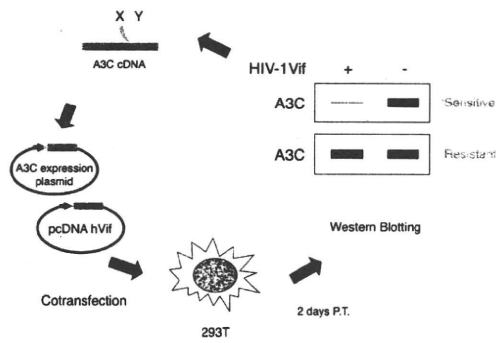 X Y
A3C cDNA
HIV-1Vif + -
A3C Sensitive
A3C Resistant
A3C expression
plasmid
pcDNA hVif
Western Blotting
Cotransfection
293T
2 days P.T.